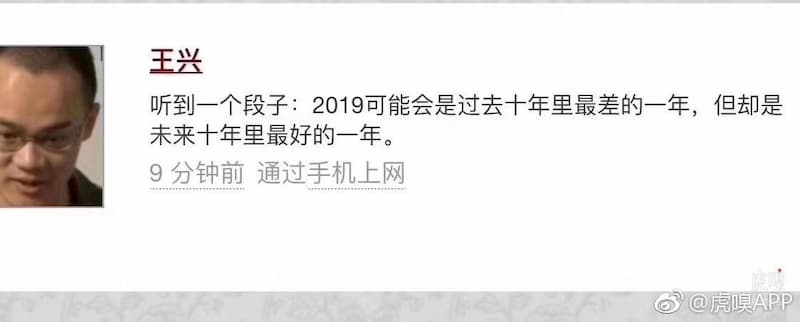 王兴
听到一个段子：2019可能会是过去十年里最差的一年，但却是
未来十年里最好的一年。
9 分钟前 通过手机上网
虎嗅
@虎嗅APP